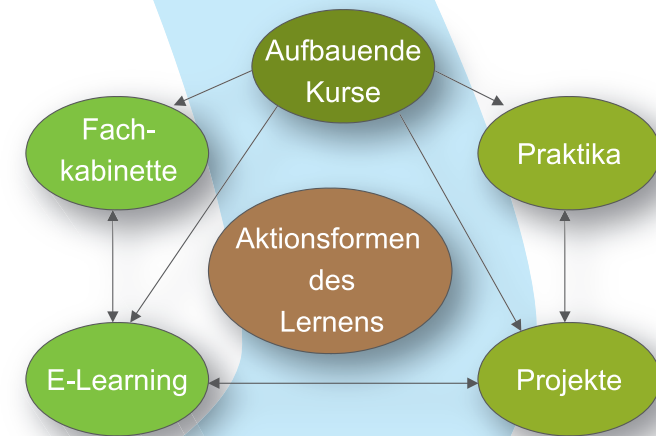 Aufbauende
Kurse
Fach-
kabinette
Praktika
Aktionsformen
des
Lernens
E-Learning
Projekte